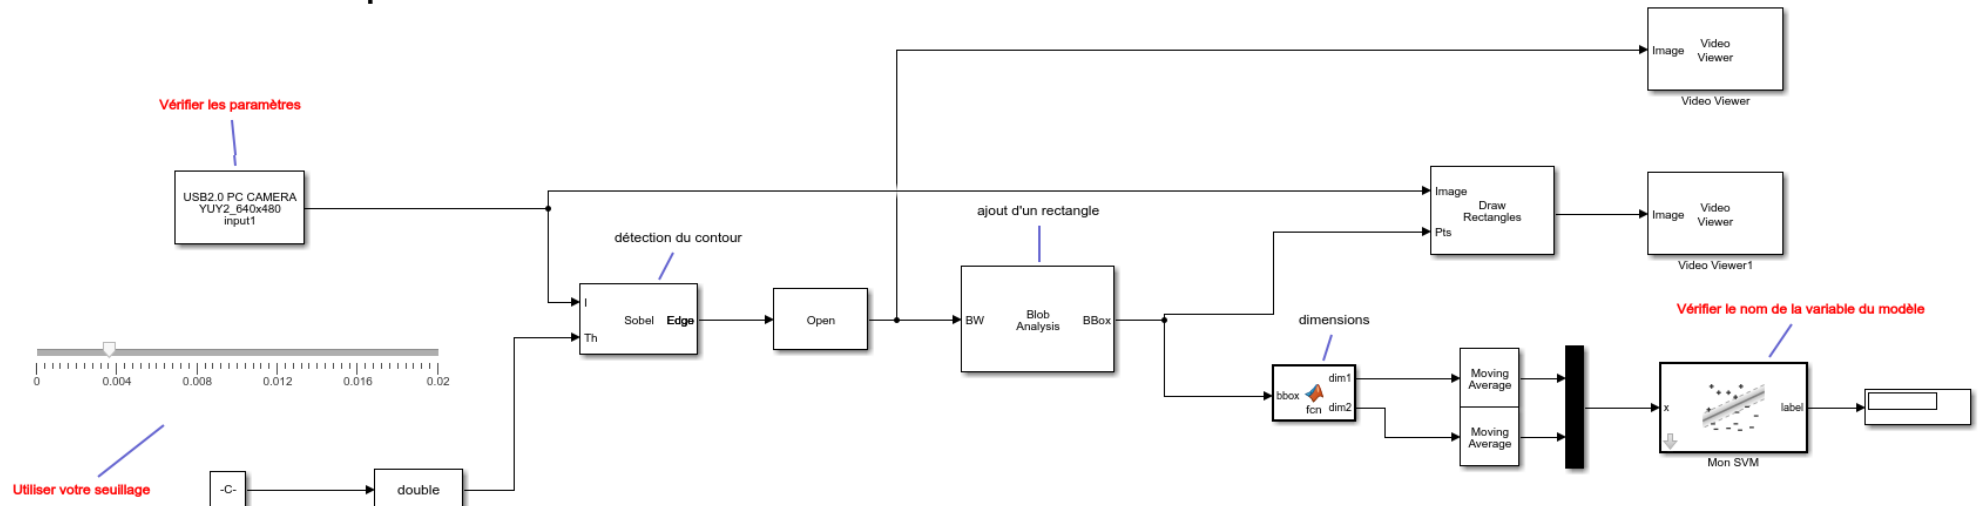 Image
Video
Viewer
Video Viewer
Vérifier les paramètres
USB2.0 PC CAMERA
YUY2_640x480
input1
Image
Pts
Draw
Rectangles
Image
Video
Viewer
Video Viewer1
ajout d'un rectangle
détection du contour
I
Th
Sobel
Edge
Open
BW
Blob
Analysis
BBox
dimensions
bbox
fcn
dim1
dim2
Moving
Average
Moving
Average
Vérifier le nom de la variable du modèle
x
label
Mon SVM
0 0.004 0.008 0.012 0.016 0.02
Utiliser votre seuillage
-C-
double